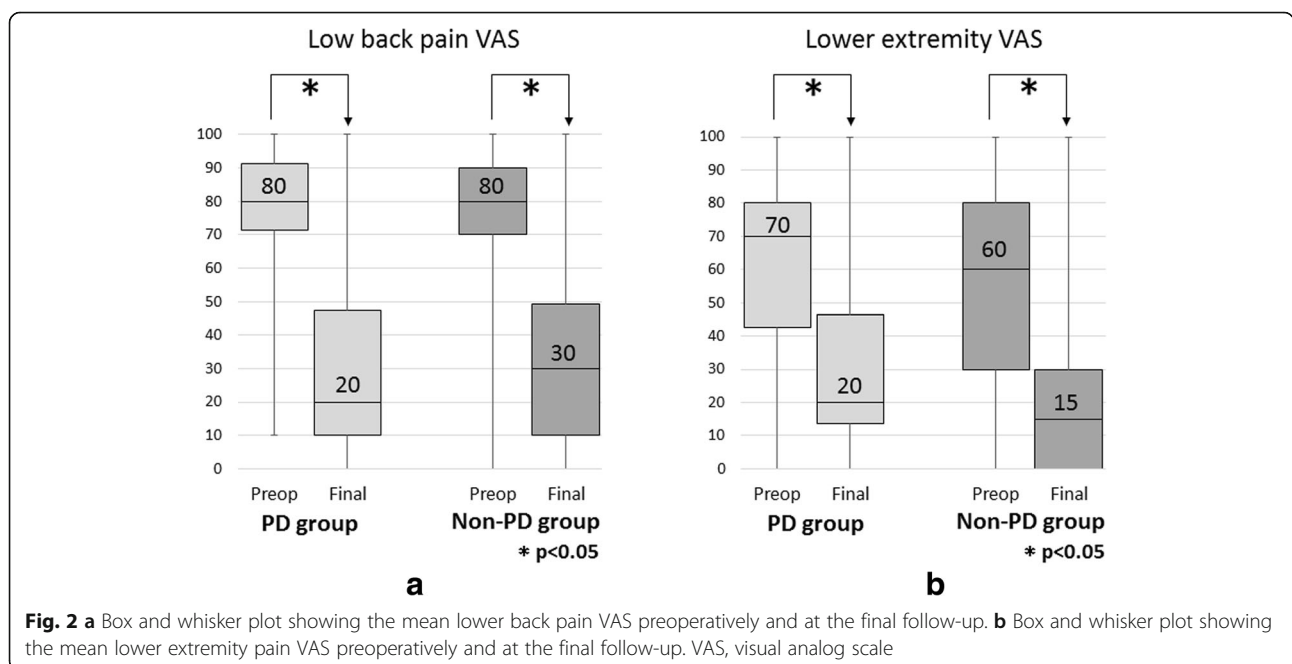 Low back pain VAS
*
*
100
90
80
70
60
50
40
30
20
10
0
80
20
80
30
Preop Final Preop Final
PD group Non-PD group
* p<0.05
a
Lower extremity VAS
*
*
100
90
80
70
60
50
40
30
20
10
0
70
20
60
15
Preop Final Preop Final
PD group Non-PD group
* p<0.05
b
Fig. 2 a Box and whisker plot showing the mean lower back pain VAS preoperatively and at the final follow-up. b Box and whisker plot showing
the mean lower extremity pain VAS preoperatively and at the final follow-up. VAS, visual analog scale